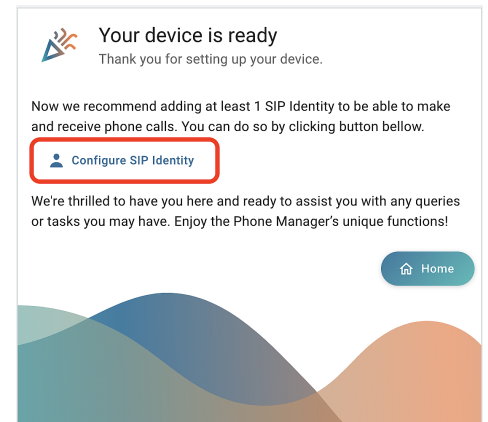 Your device is ready
Thank you for setting up your device.
Now we recommend adding at least 1 SIP Identity to be able to make
and receive phone calls. You can do so by clicking button bellow.
Configure SIP Identity
We're thrilled to have you here and ready to assist you with any queries
or tasks you may have. Enjoy the Phone Manager's unique functions!
Home